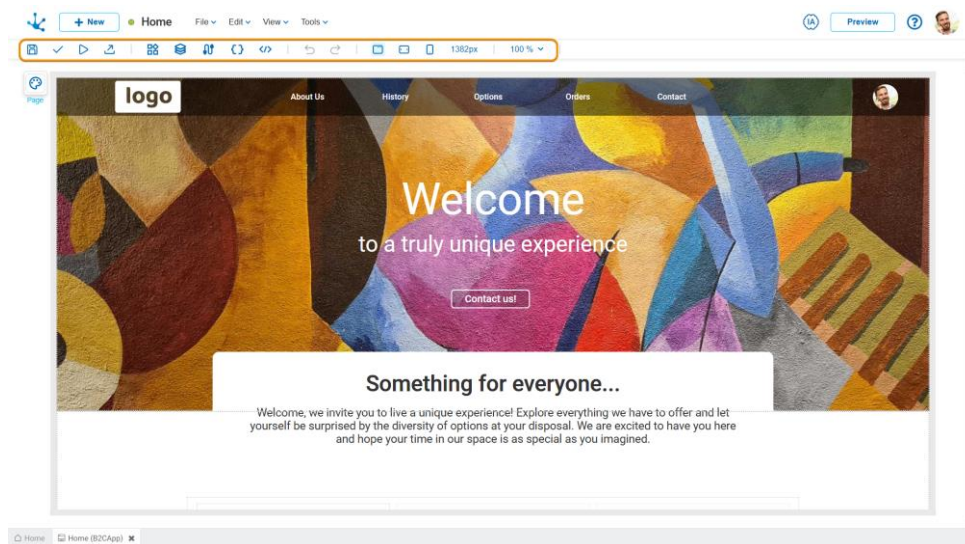 + New
Home
File
Edit
View
Tools
IA
Preview
?
1382px
100 %
Page
logo
About Us
History
Options
Orders
Contact
Welcome
to a truly unique experience
Contact us!
Something for everyone...
Welcome, we invite you to live a unique experience! Explore everything we have to offer and let
yourself be surprised by the diversity of options at your disposal. We are excited to have you here
and hope your time in our space is as special as you imagined.
Home
Home (B2CApp)